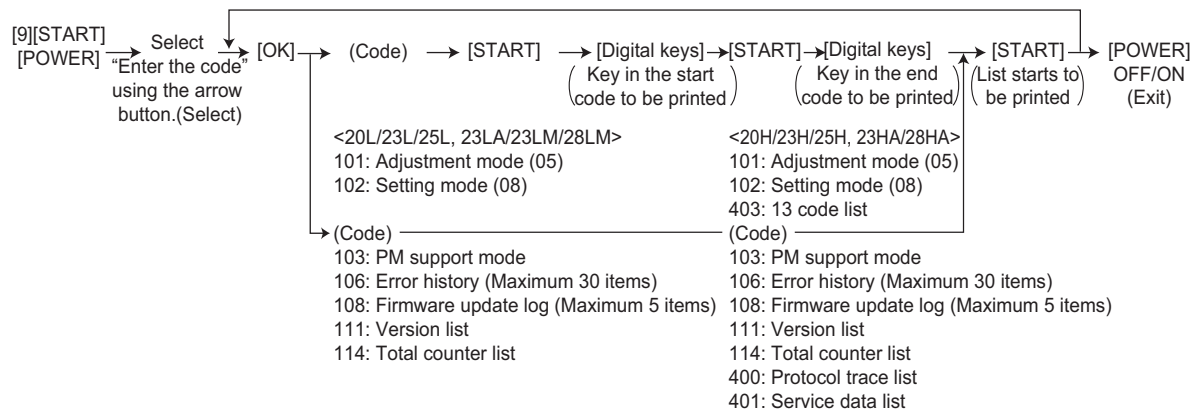 [9][START]
[POWER]
Select
“Enter the code”
using the arrow
button.(Select)
[OK]
(Code)
[START]
[Digital keys]
Key in the start
code to be printed
[START]
[Digital keys]
Key in the end
code to be printed
[START]
List starts to
be printed
[POWER]
OFF/ON
(Exit)
<20L/23L/25L, 23LA/23LM/28LM>
101: Adjustment mode (05)
102: Setting mode (08)
<20H/23H/25H, 23HA/28HA>
101: Adjustment mode (05)
102: Setting mode (08)
403: 13 code list
(Code)
103: PM support mode
106: Error history (Maximum 30 items)
108: Firmware update log (Maximum 5 items)
111: Version list
114: Total counter list
(Code)
103: PM support mode
106: Error history (Maximum 30 items)
108: Firmware update log (Maximum 5 items)
111: Version list
114: Total counter list
400: Protocol trace list
401: Service data list